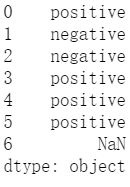 0    positive
1    negative
2    negative
3    positive
4    positive
5    positive
6         NaN
dtype: object